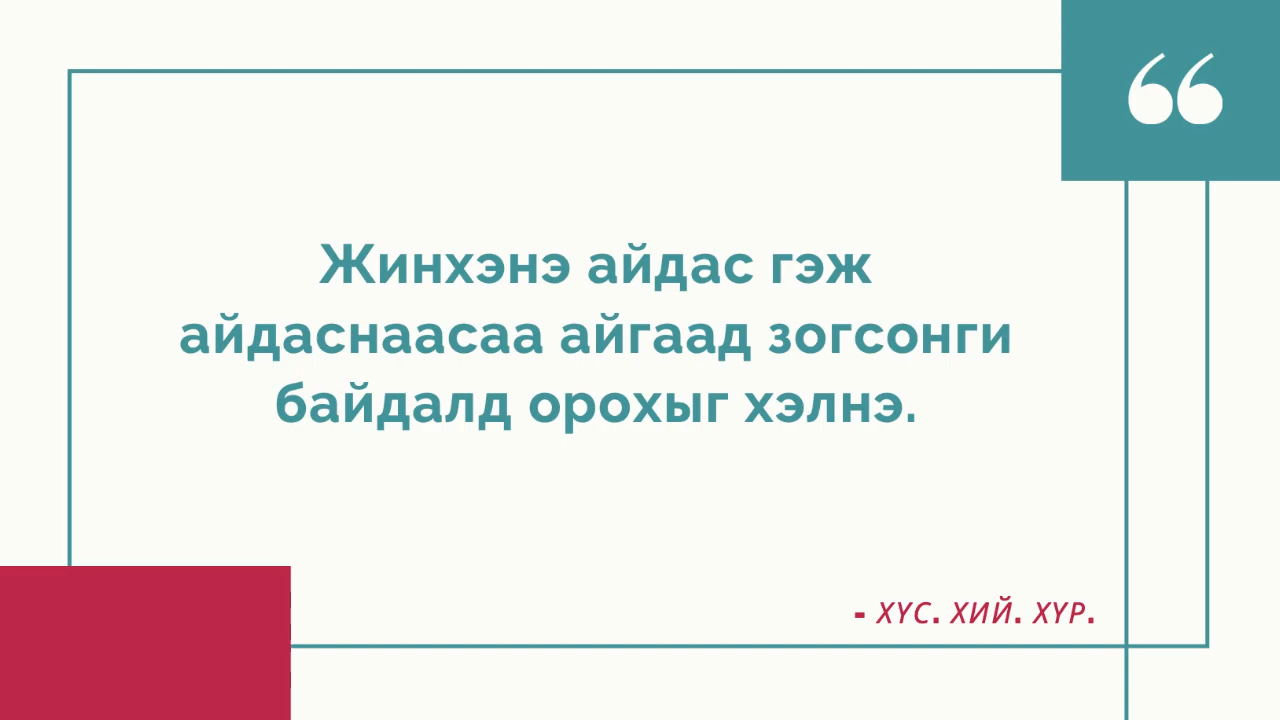 “
Жинхэнэ айдас гэж
айдаснаасаа айгаад зогсонги
байдалд орохыг хэлнэ.
- ХҮС. ХИЙ. ХҮР.